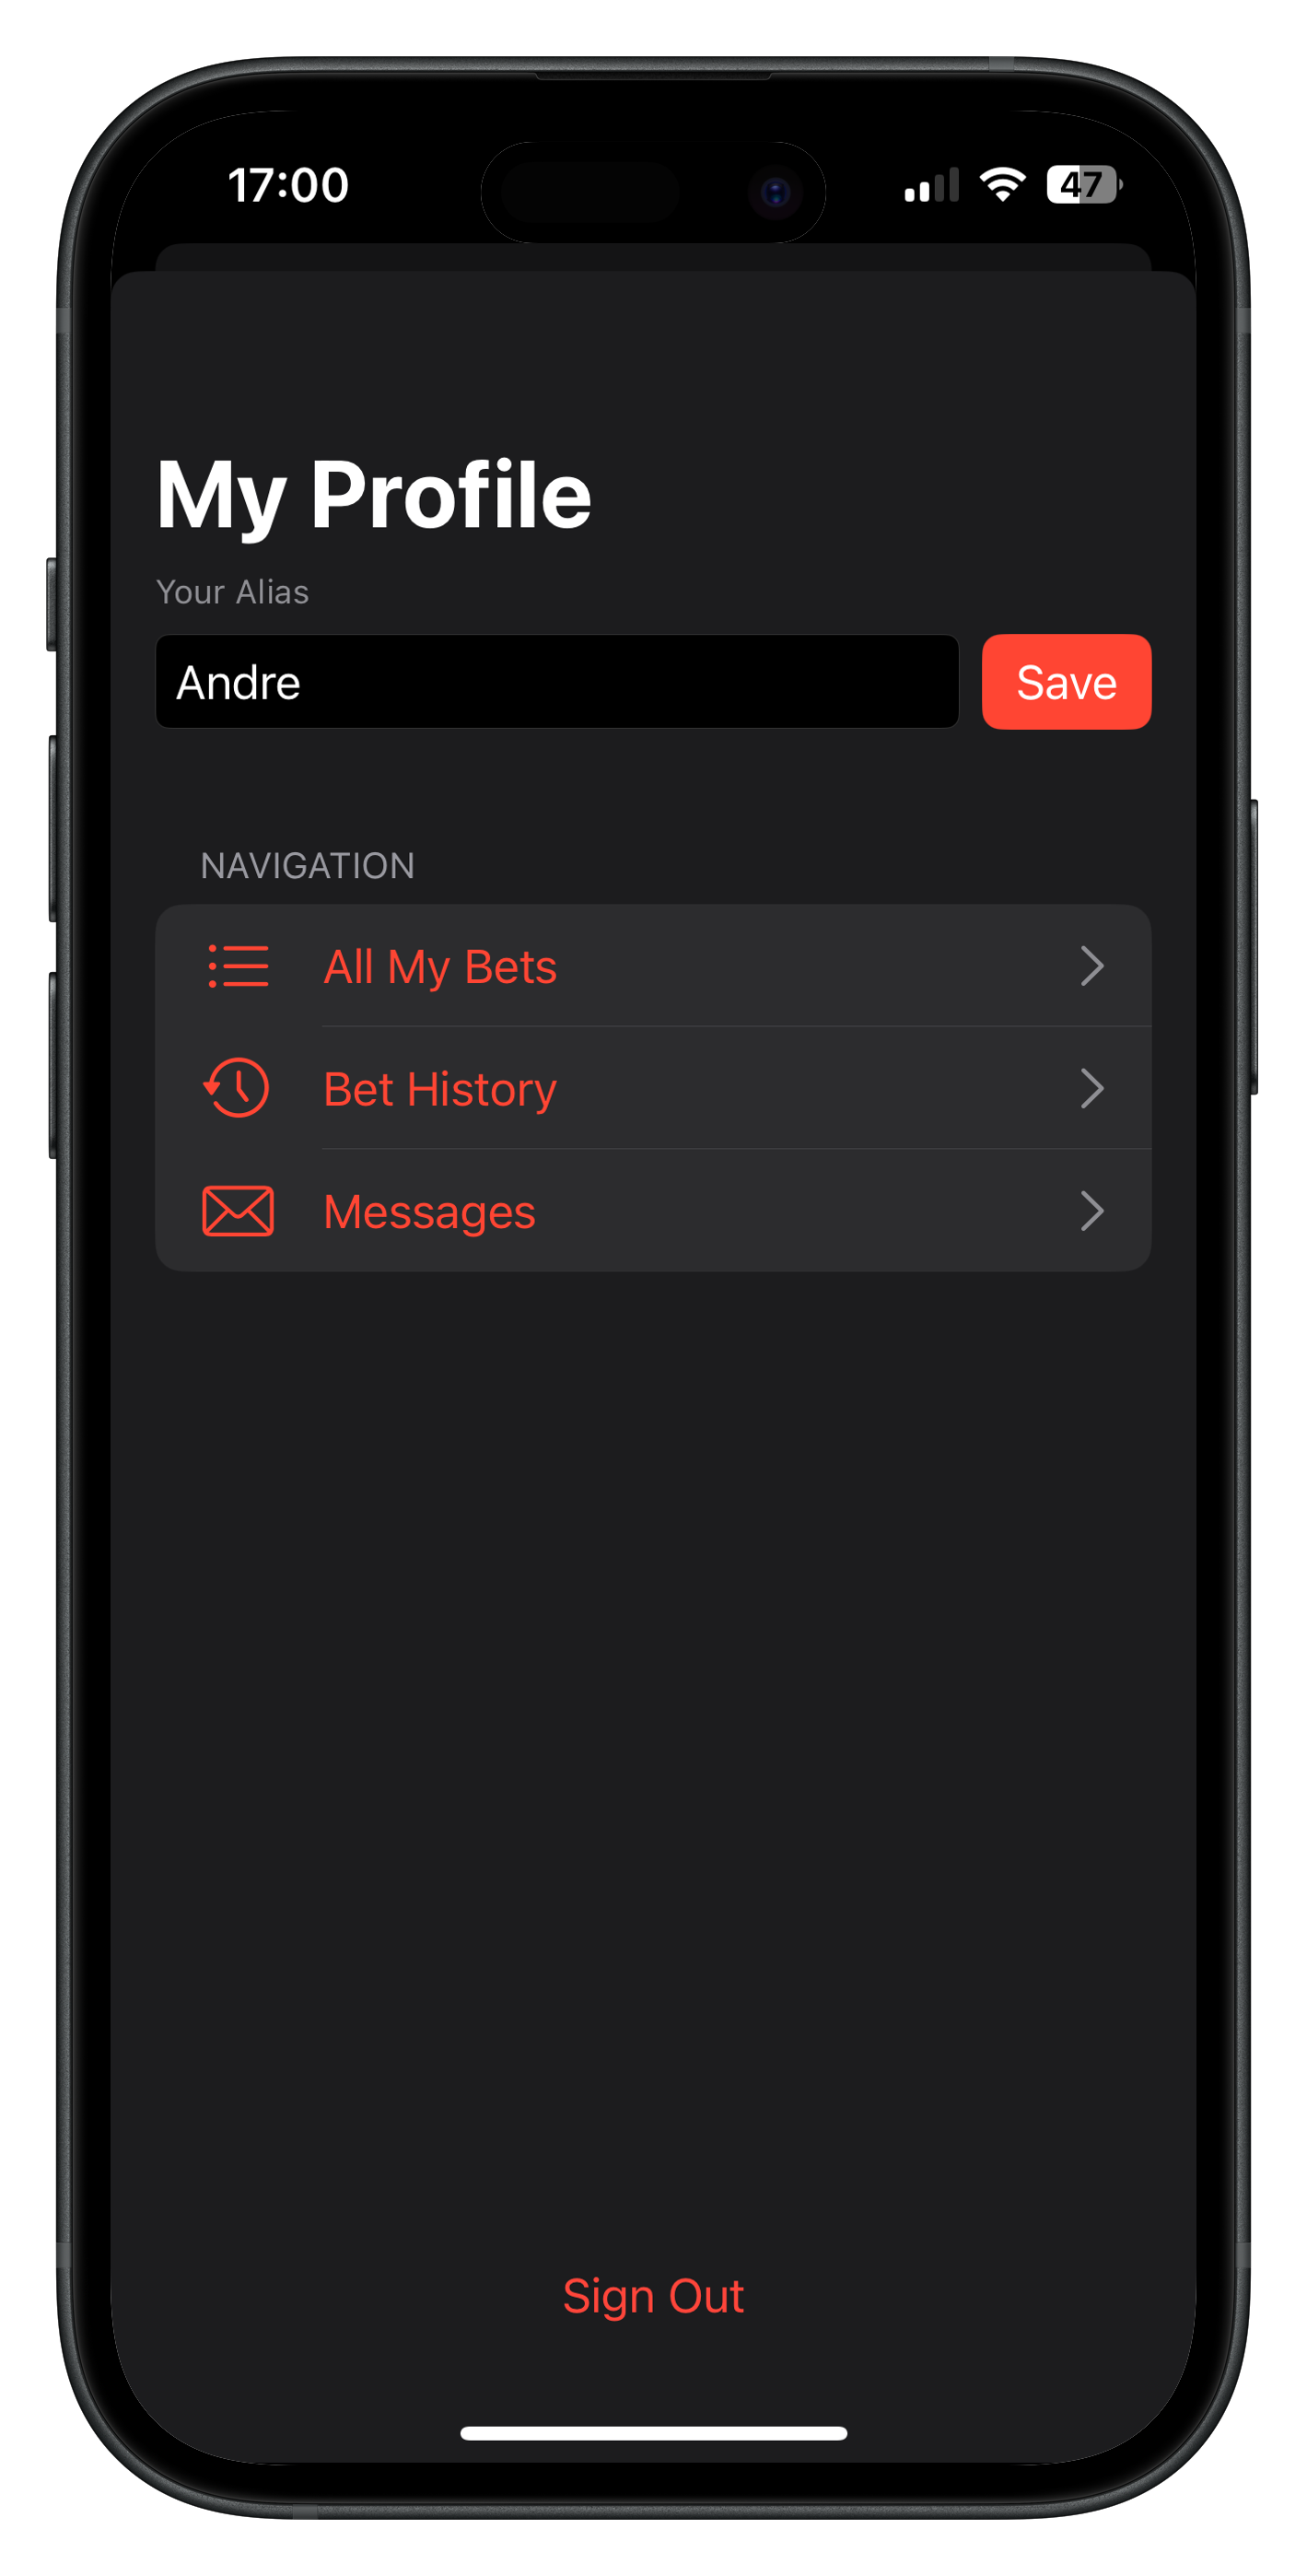 17:00
47
My Profile
Your Alias
Andre
Save
NAVIGATION
All My Bets
Bet History
Messages
Sign Out